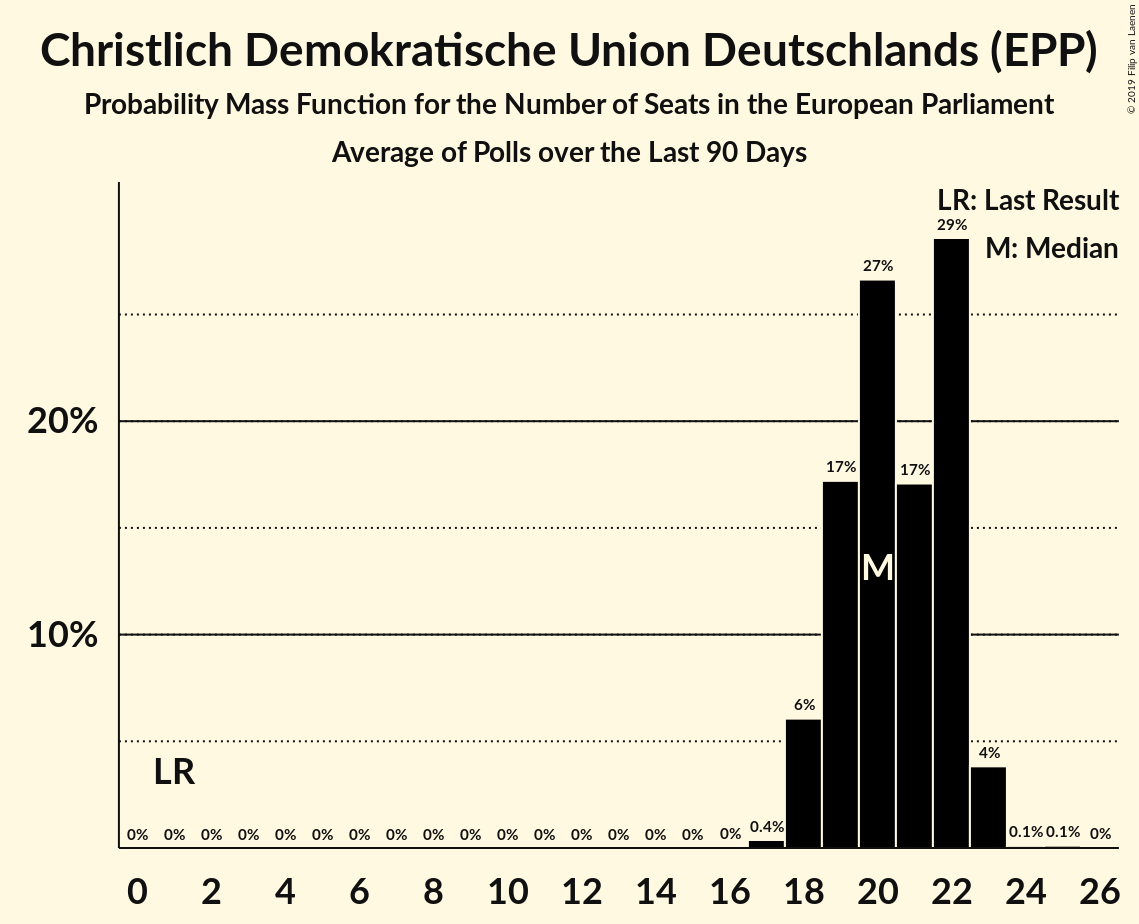 Christlich Demokratische Union Deutschlands (EPP)
Probability Mass Function for the Number of Seats in the European Parliament
Average of Polls over the Last 90 Days
© 2019 Filip van Laenen
LR: Last Result
M: Median
29%
27%
20%
17%
17%
M
10%
6%
4%
LR
0% 0% 0% 0% 0% 0% 0% 0% 0% 0% 0% 0% 0% 0% 0% 0% 0% 0.4% 0.1% 0.1% 0%
0 2 4 6 8 10 12 14 16 18 20 22 24 26